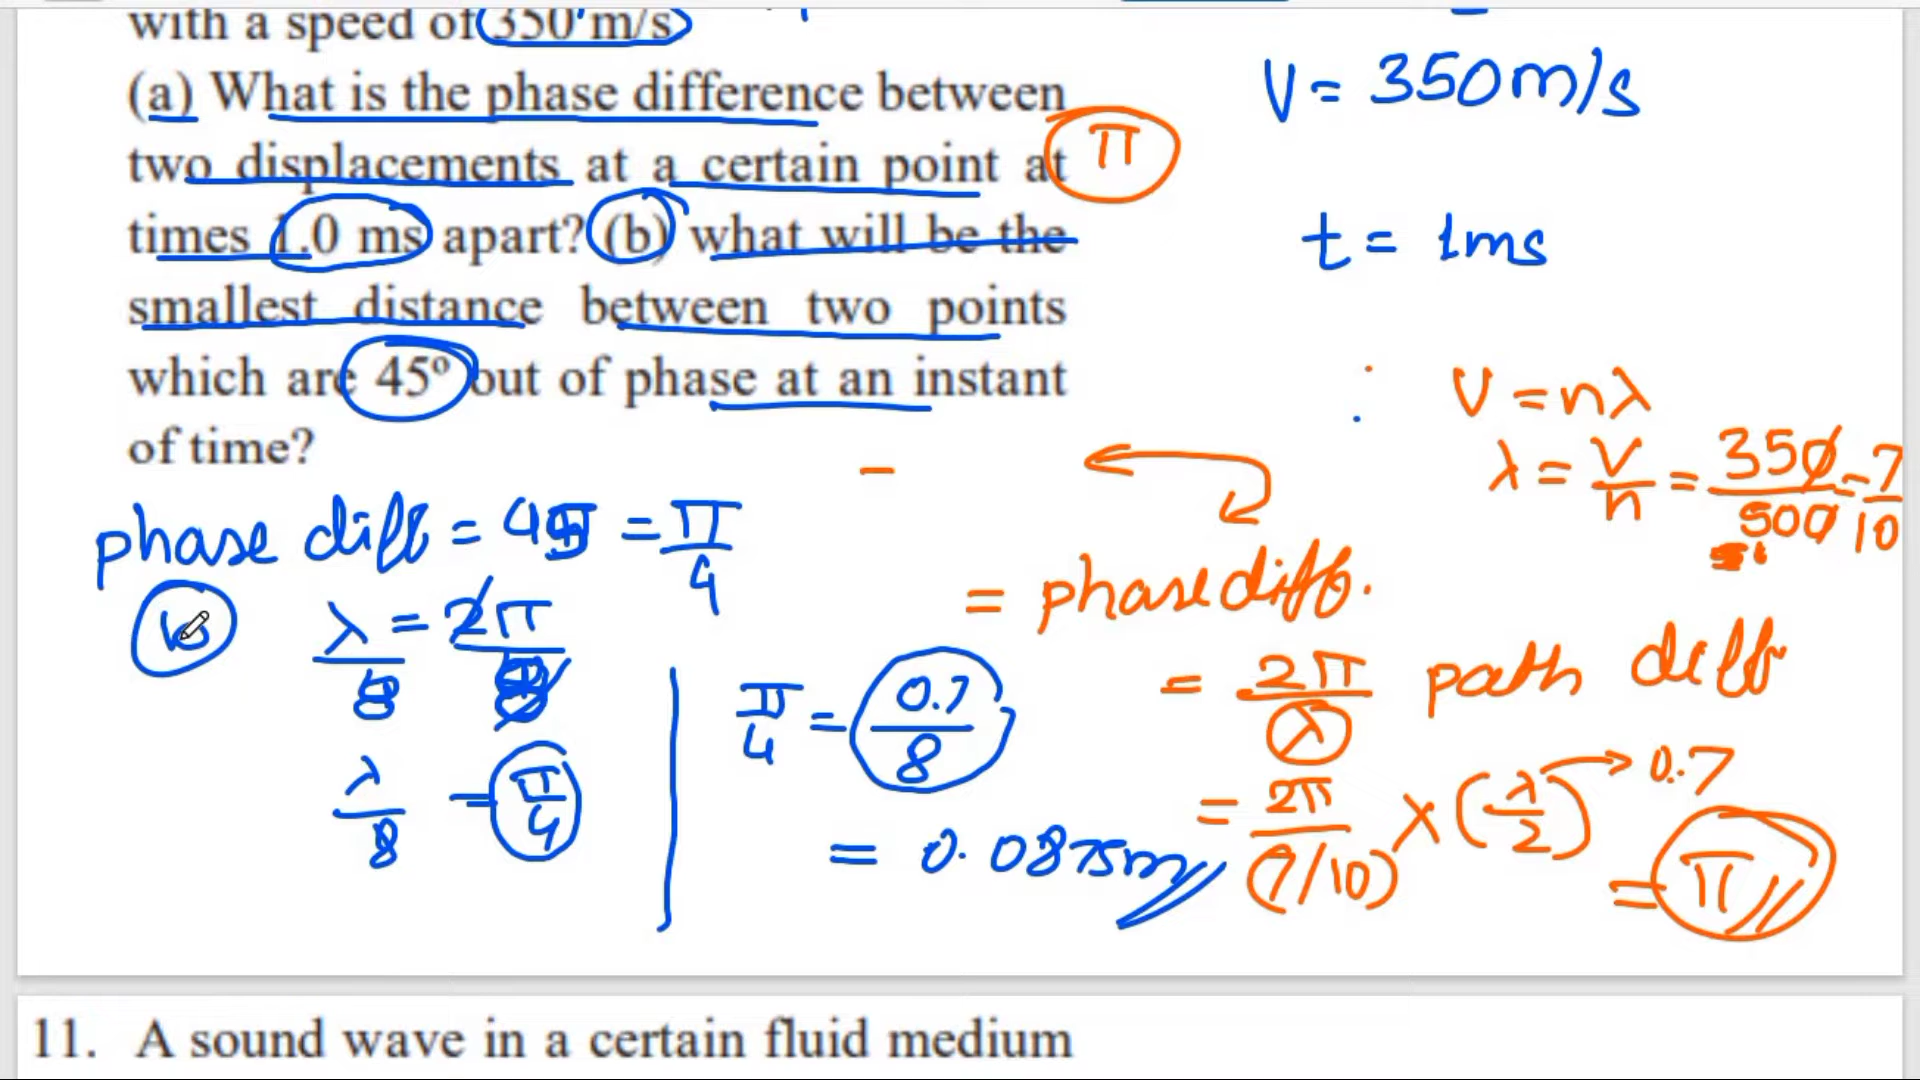 with a speed of 350 m/s
(a) What is the phase difference between
two displacements at a certain point at
times 1.0 ms apart? (b) what will be the
smallest distance between two points
which are 45º out of phase at an instant
of time?
π
V = 350 m/s
t = 1ms
V = nλ
λ = V/n = 350/500 = 7/10
phase diff = 45 = π/4
(b) λ/8 = 2π/8
λ/8 = π/4
π/4 = 0.7/8
= 0.0875m
= phase diff.
= 2π/λ path diff
= 2π/(7/10) × (λ/2) → 0.7
= π
11. A sound wave in a certain fluid medium